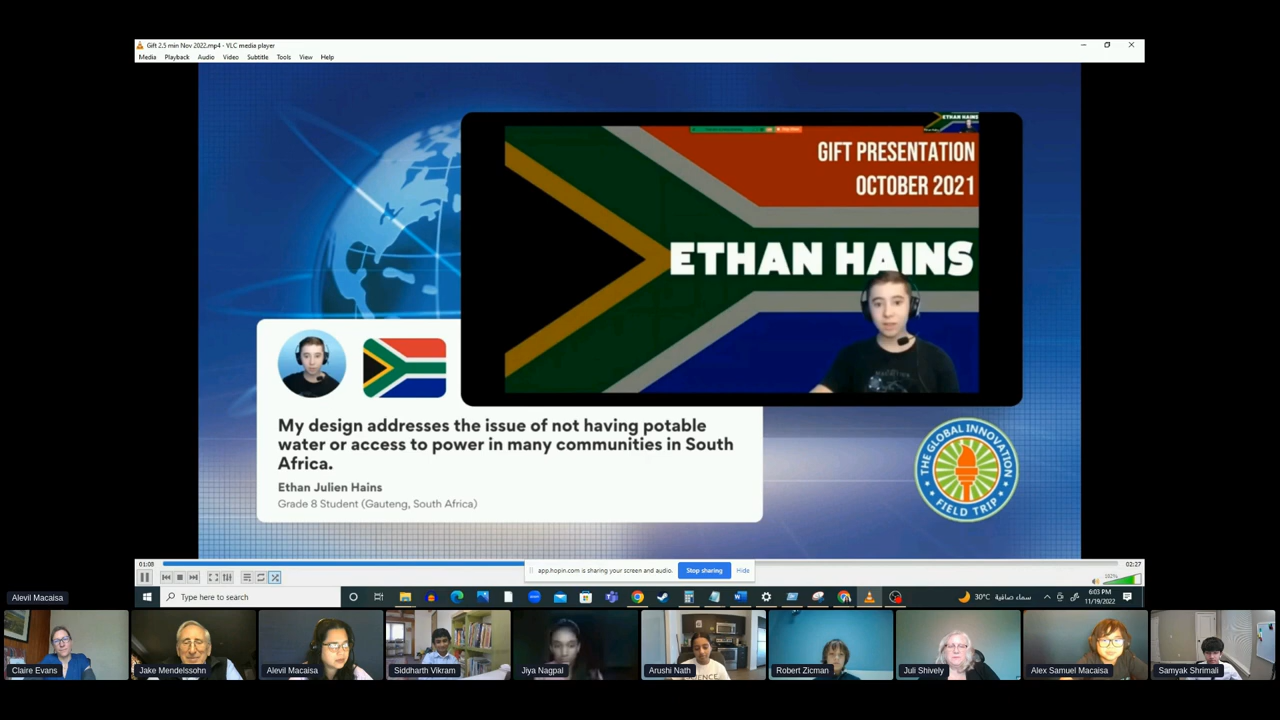 Gift 2.5 min Nov 2022.mp4 - VLC media player
Media Playback Audio Video Subtitle Tools View Help
ETHAN HAINS
GIFT PRESENTATION
OCTOBER 2021
ETHAN HAINS
My design addresses the issue of not having potable
water or access to power in many communities in South
Africa.
Ethan Julien Hains
Grade 8 Student (Gauteng, South Africa)
THE GLOBAL INNOVATION
FIELD TRIP
01:08
02:27
app.hopin.com is sharing your screen and audio.
Stop sharing
Hide
Type here to search
30°C
سماء صافية
6:03 PM
11/19/2022
Alevil Macaisa
Claire Evans
Jake Mendelssohn
Alevil Macaisa
Siddharth Vikram
Jiya Nagpal
Arushi Nath
Robert Zicman
Juli Shively
Alex Samuel Macaisa
Samyak Shrimali